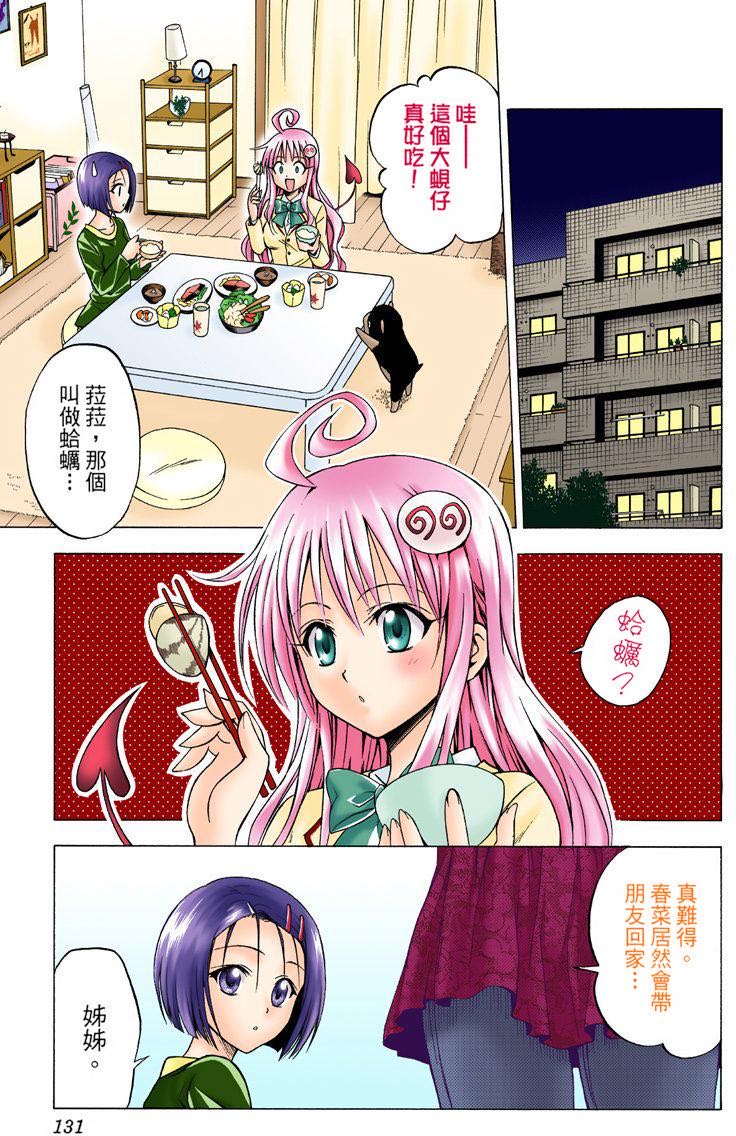 哇——
這個大蜆仔
真好吃！
菈菈，那個
叫做蛤蠣…
蛤蠣？
真難得。
春菜居然會帶
朋友回家…
姊姊。
131